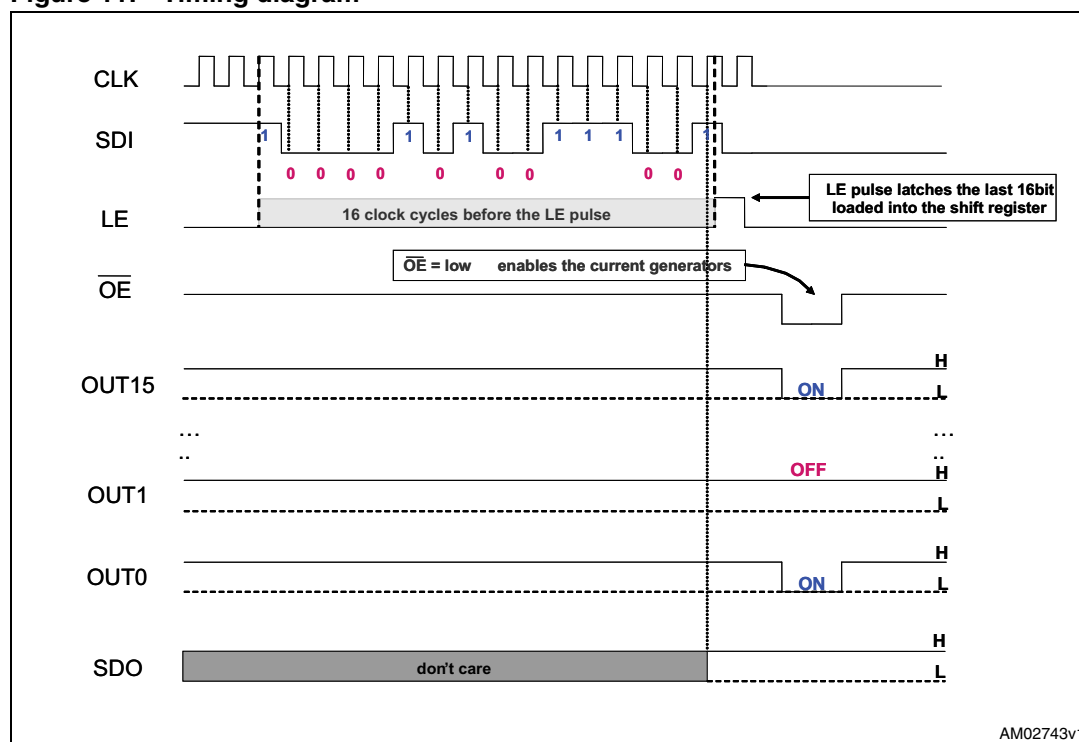 Figure 11. Timing diagram
CLK
SDI
1 1 1 1 1 1 1
0 0 0 0 0 0 0 0 0
LE
16 clock cycles before the LE pulse
LE pulse latches the last 16bit
loaded into the shift register
OE
OE = low enables the current generators
OUT15
H
ON
L
...
..
...
..
OUT1
OFF
H
L
OUT0
H
ON
L
SDO
don't care
H
L
AM02743v1